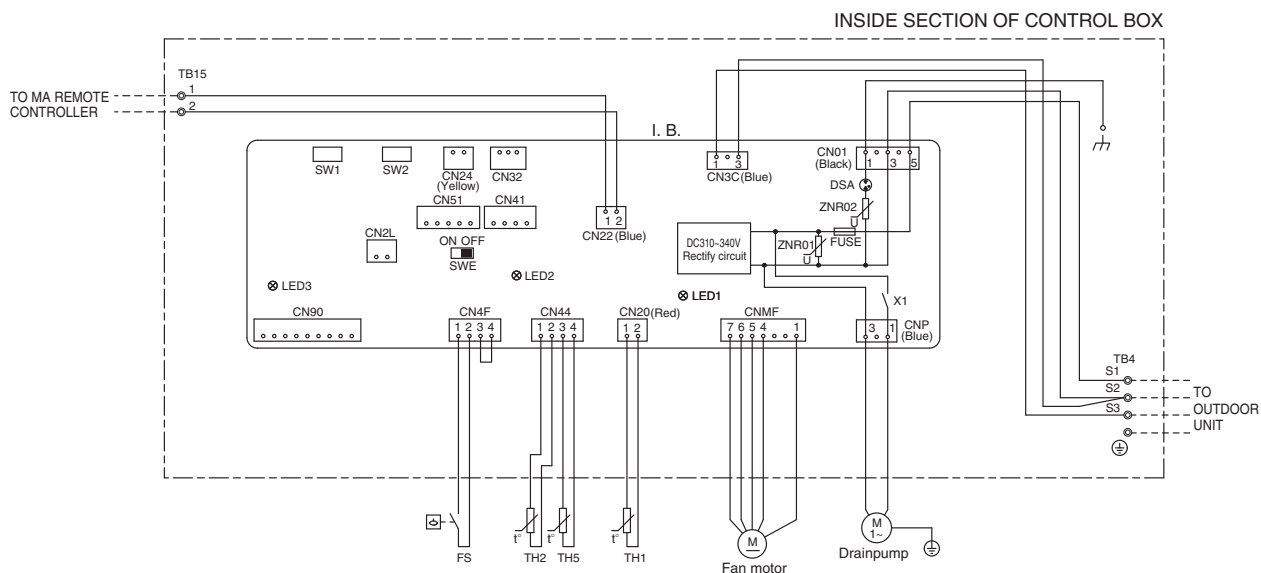 INSIDE SECTION OF CONTROL BOX
TB15
1
2
TO MA REMOTE
CONTROLLER
I. B.
SW1
SW2
CN24
(Yellow)
CN32
CN51
CN41
CN2L
ON OFF
SWE
1 2
CN22 (Blue)
1 3
CN3C (Blue)
CN01
(Black)
1 3 5
DSA
ZNR02
U
ZNR01
U
FUSE
DC310~340V
Rectify circuit
LED3
LED2
LED1
X1
CN90
CN4F
1 2 3 4
CN44
1 2 3 4
CN20 (Red)
1 2
CNMF
7 6 5 4 1
3 1
CNP
(Blue)
TB4
S1
S2
S3
TO
OUTDOOR
UNIT
FS
t°
TH2
t°
TH5
t°
TH1
M
Fan motor
M
1~
Drainpump